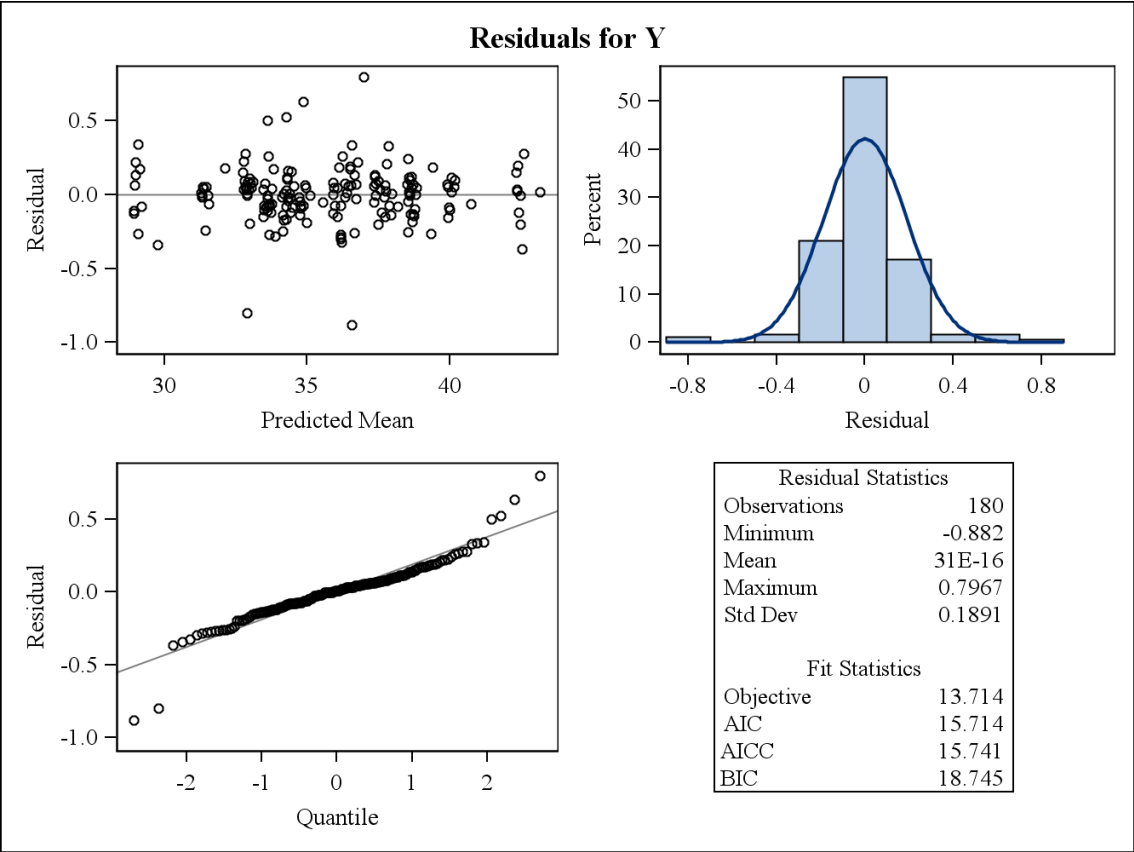 Residuals for Y
0.5
0.0
-0.5
-1.0
Residual
30 35 40
Predicted Mean
50
40
30
20
10
0
Percent
-0.8 -0.4 0 0.4 0.8
Residual
0.5
0.0
-0.5
-1.0
Residual
-2 -1 0 1 2
Quantile
Residual Statistics
Observations 180
Minimum -0.882
Mean 31E-16
Maximum 0.7967
Std Dev 0.1891
Fit Statistics
Objective 13.714
AIC 15.714
AICC 15.741
BIC 18.745